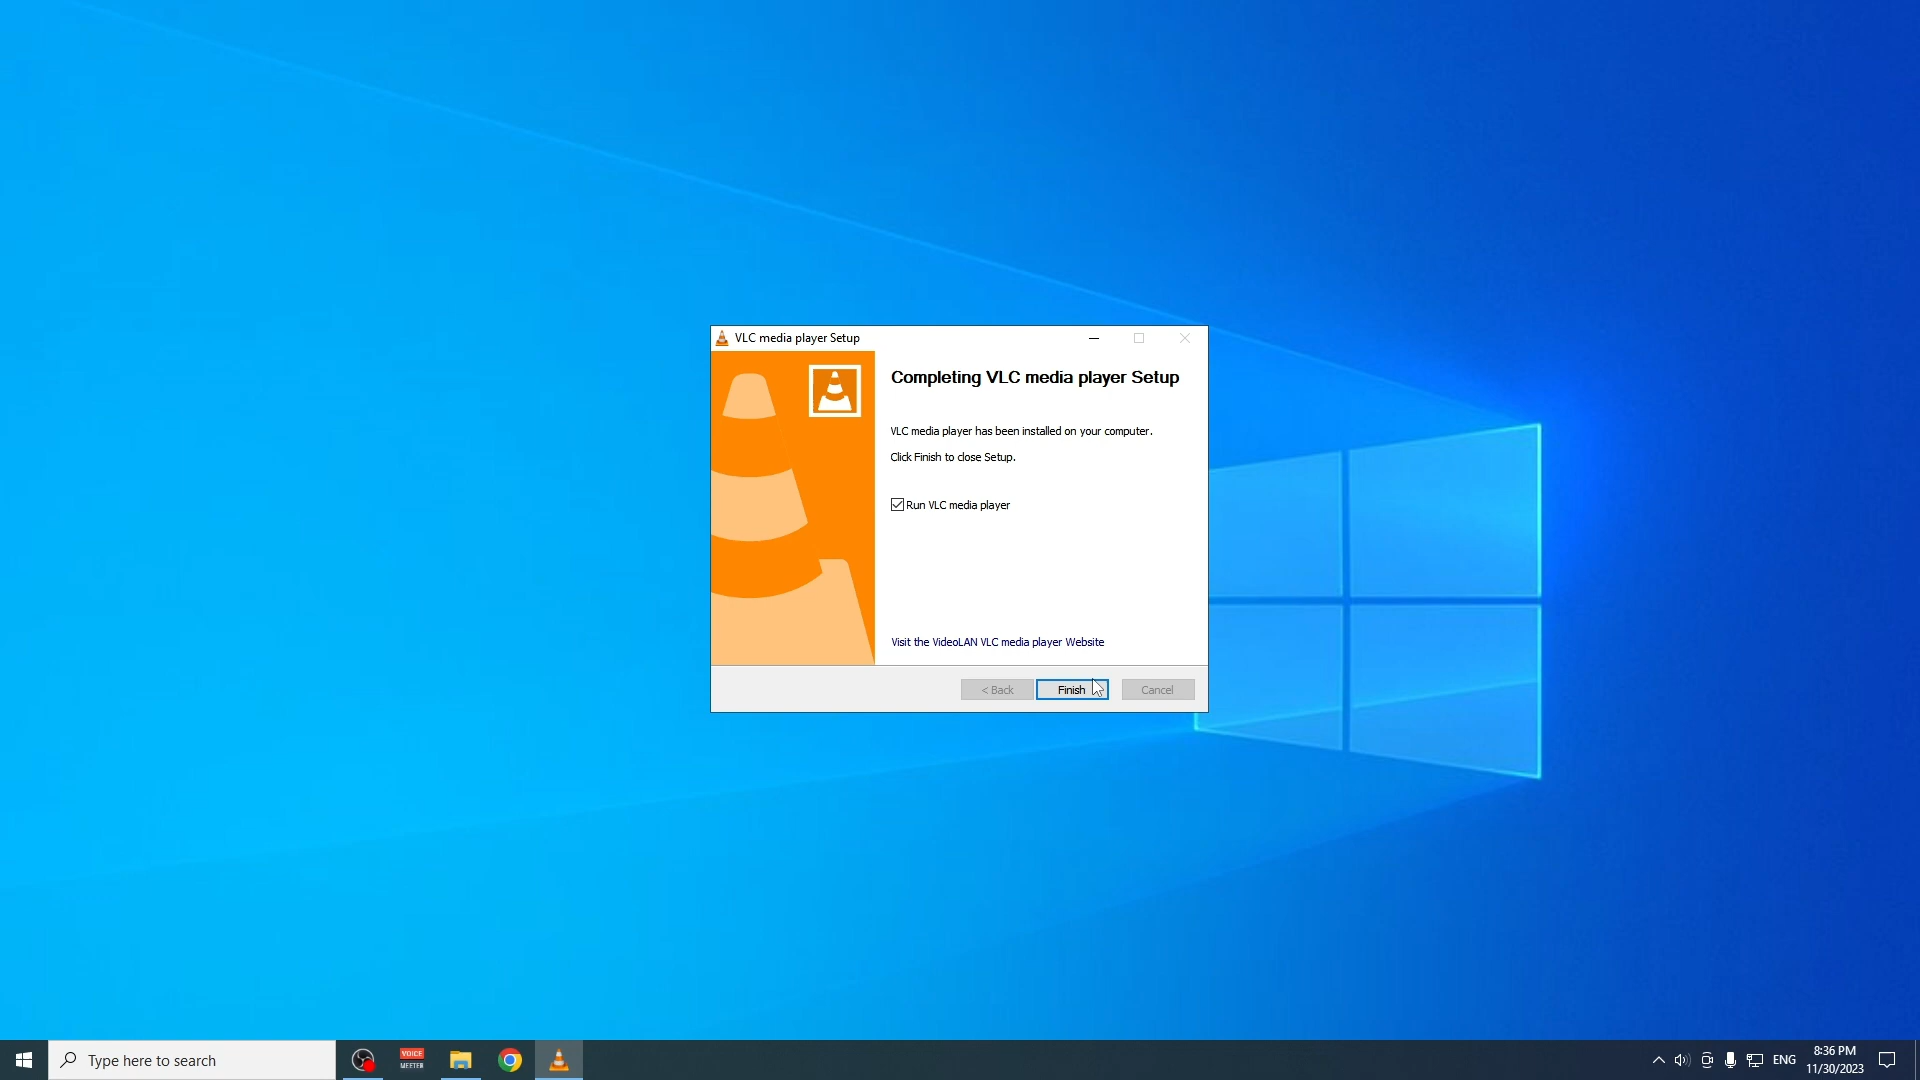 VLC media player Setup
Completing VLC media player Setup
VLC media player has been installed on your computer.
Click Finish to close Setup.
Run VLC media player
Visit the VideoLAN VLC media player Website
< Back
Finish
Cancel
Type here to search
VOICE
MEETER
ENG
8:36 PM
11/30/2023